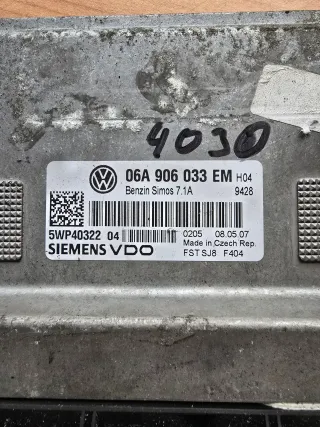 4030
VW
06A 906 033 EM H04
Benzin Simos 7.1A 9428
5WP40322 04
0205 08.05.07
Made in Czech Rep.
SIEMENS VDO
FST SJ8 F404